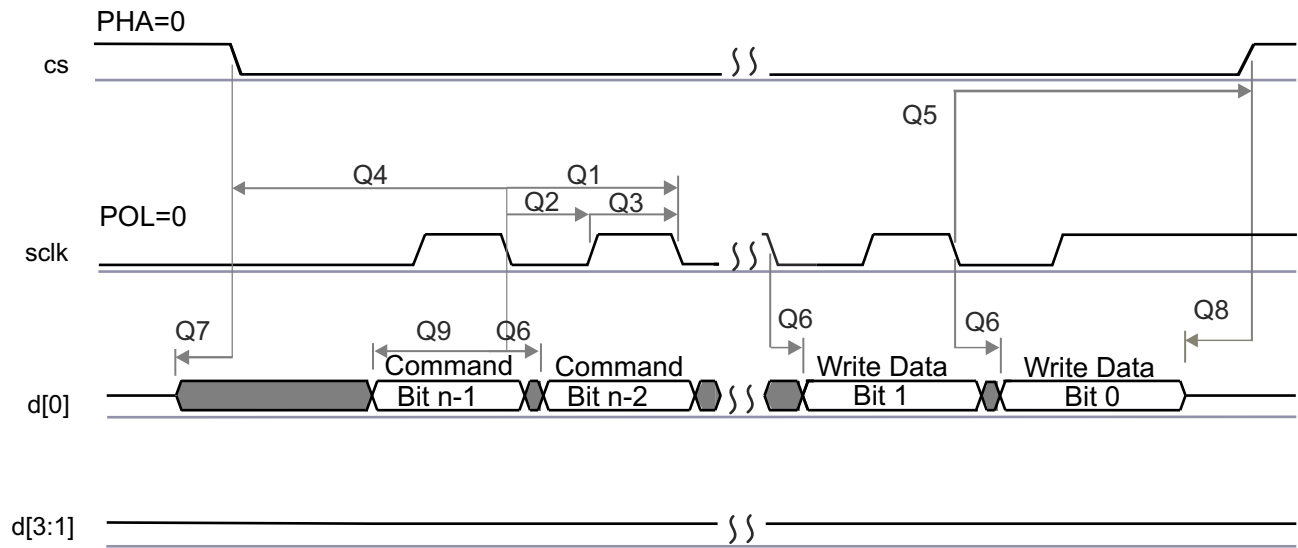 PHA=0
cs
Q5
Q4 Q1
Q2 Q3
POL=0
sclk
Q7 Q9 Q6 Q6 Q6 Q8
Command Command Write Data Write Data
d[0] Bit n-1 Bit n-2 Bit 1 Bit 0
d[3:1]